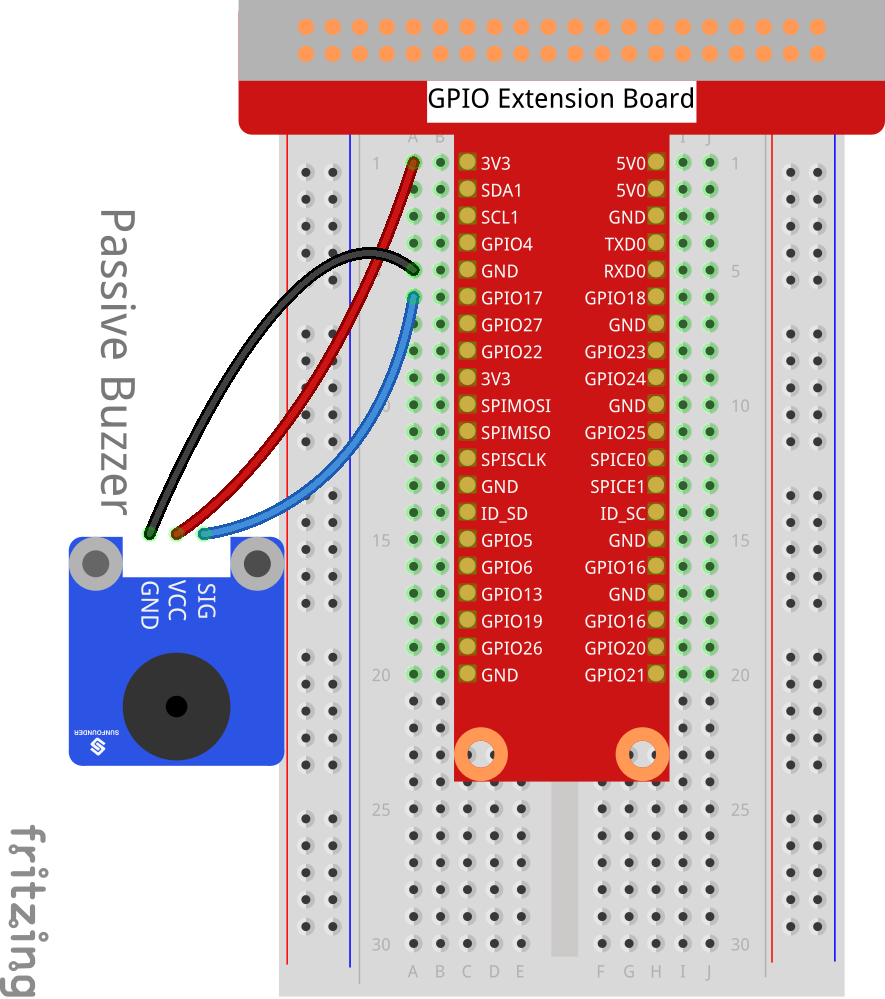 GPIO Extension Board
A B I J
1 3V3 5V0 1
SDA1 5V0
SCL1 GND
GPIO4 TXD0
GND RXD0 5
GPIO17 GPIO18
GPIO27 GND
GPIO22 GPIO23
3V3 GPIO24
SPIMOSI GND 10
SPIMISO GPIO25
SPISCLK SPICE0
GND SPICE1
ID_SD ID_SC
15 GPIO5 GND 15
GPIO6 GPIO16
GPIO13 GND
GPIO19 GPIO16
GPIO26 GPIO20
20 GND GPIO21 20
25 25
30 30
A B C D E F G H I J
Passive Buzzer
GND
VCC
SIG
SUNFOUNDER
fritzing